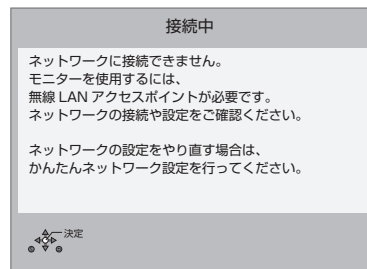 接続中
ネットワークに接続できません。
モニターを使用するには、
無線 LAN アクセスポイントが必要です。
ネットワークの接続や設定をご確認ください。
ネットワークの設定をやり直す場合は、
かんたんネットワーク設定を行ってください。
決定